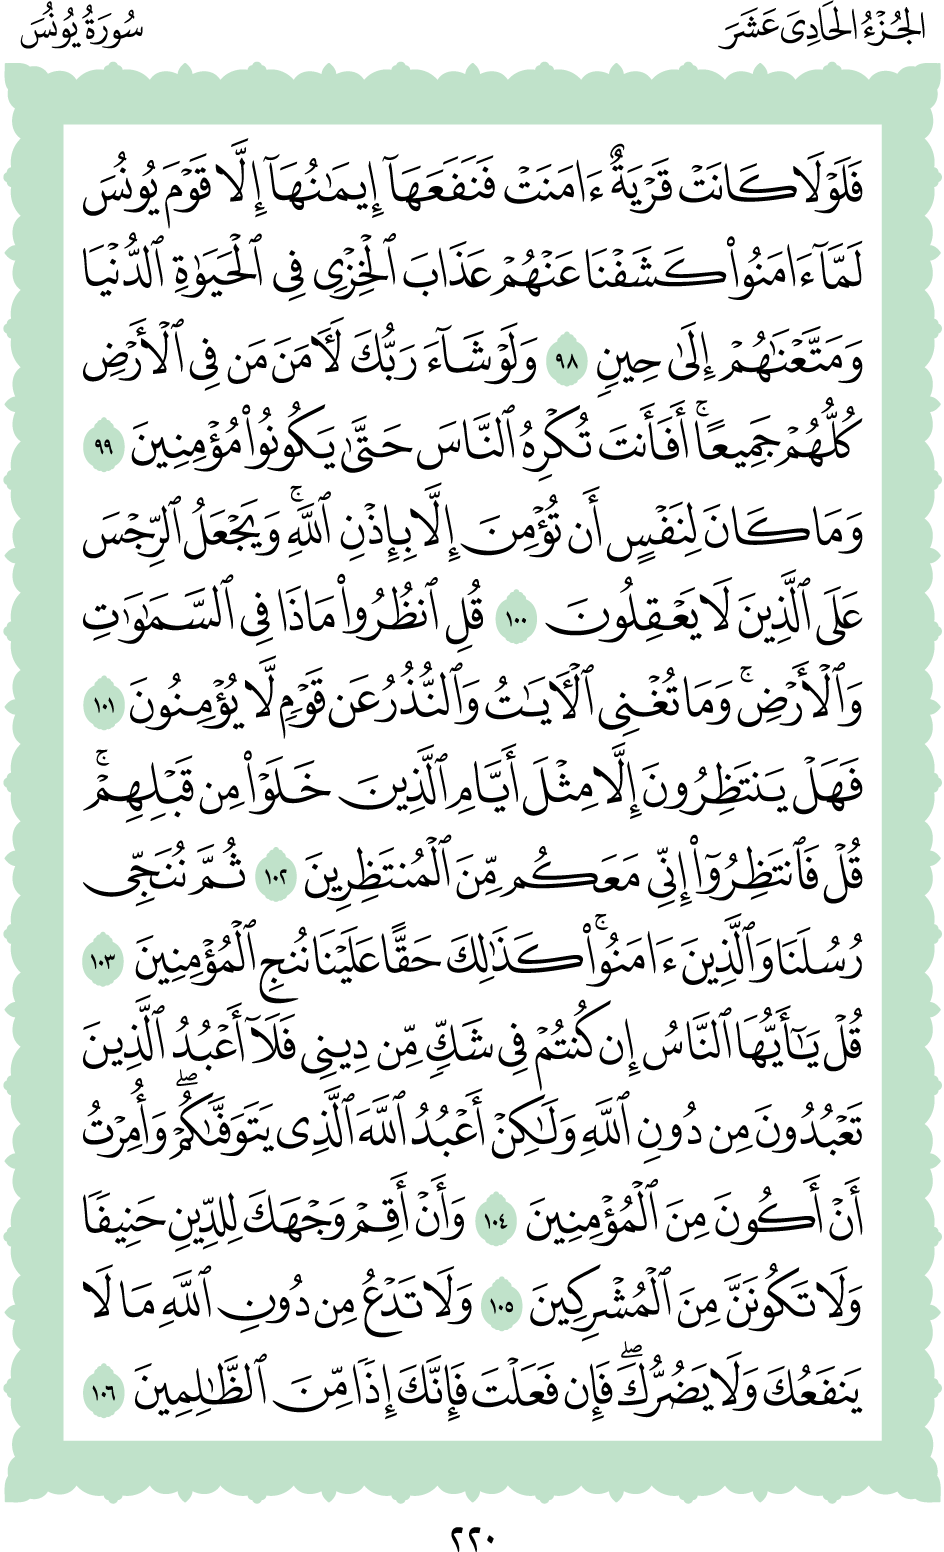 الجُزْءُ الحَادِىَ عَشَرَ
سُورَةُ يُونُسَ
فَلَوْلَا كَانَتْ قَرْيَةٌ ءَامَنَتْ فَنَفَعَهَآ إِيمَـٰنُهَآ إِلَّا قَوْمَ يُونُسَ
لَمَّآ ءَامَنُوا۟ كَشَفْنَا عَنْهُمْ عَذَابَ ٱلْخِزْىِ فِى ٱلْحَيَوٰةِ ٱلدُّنْيَا
وَمَتَّعْنَـٰهُمْ إِلَىٰ حِينٍ ٩٨ وَلَوْ شَآءَ رَبُّكَ لَـَٔامَنَ مَن فِى ٱلْأَرْضِ
كُلُّهُمْ جَمِيعًا ۚ أَفَأَنتَ تُكْرِهُ ٱلنَّاسَ حَتَّىٰ يَكُونُوا۟ مُؤْمِنِينَ ٩٩
وَمَا كَانَ لِنَفْسٍ أَن تُؤْمِنَ إِلَّا بِإِذْنِ ٱللَّهِ ۚ وَيَجْعَلُ ٱلرِّجْسَ
عَلَى ٱلَّذِينَ لَا يَعْقِلُونَ ١٠٠ قُلِ ٱنظُرُوا۟ مَاذَا فِى ٱلسَّمَـٰوَٰتِ
وَٱلْأَرْضِ ۚ وَمَا تُغْنِى ٱلْـَٔايَـٰتُ وَٱلنُّذُرُ عَن قَوْمٍ لَّا يُؤْمِنُونَ ١٠١
فَهَلْ يَنتَظِرُونَ إِلَّا مِثْلَ أَيَّامِ ٱلَّذِينَ خَلَوْا۟ مِن قَبْلِهِمْ ۚ
قُلْ فَٱنتَظِرُوٓا۟ إِنِّى مَعَكُم مِّنَ ٱلْمُنتَظِرِينَ ١٠٢ ثُمَّ نُنَجِّى
رُسُلَنَا وَٱلَّذِينَ ءَامَنُوا۟ ۚ كَذَٰلِكَ حَقًّا عَلَيْنَا نُنجِ ٱلْمُؤْمِنِينَ ١٠٣
قُلْ يَـٰٓأَيُّهَا ٱلنَّاسُ إِن كُنتُمْ فِى شَكٍّ مِّن دِينِى فَلَآ أَعْبُدُ ٱلَّذِينَ
تَعْبُدُونَ مِن دُونِ ٱللَّهِ وَلَـٰكِنْ أَعْبُدُ ٱللَّهَ ٱلَّذِى يَتَوَفَّىٰكُمْ ۖ وَأُمِرْتُ
أَنْ أَكُونَ مِنَ ٱلْمُؤْمِنِينَ ١٠٤ وَأَنْ أَقِمْ وَجْهَكَ لِلدِّينِ حَنِيفًا
وَلَا تَكُونَنَّ مِنَ ٱلْمُشْرِكِينَ ١٠٥ وَلَا تَدْعُ مِن دُونِ ٱللَّهِ مَا لَا
يَنفَعُكَ وَلَا يَضُرُّكَ ۖ فَإِن فَعَلْتَ فَإِنَّكَ إِذًا مِّنَ ٱلظَّـٰلِمِينَ ١٠٦
٢٢٠